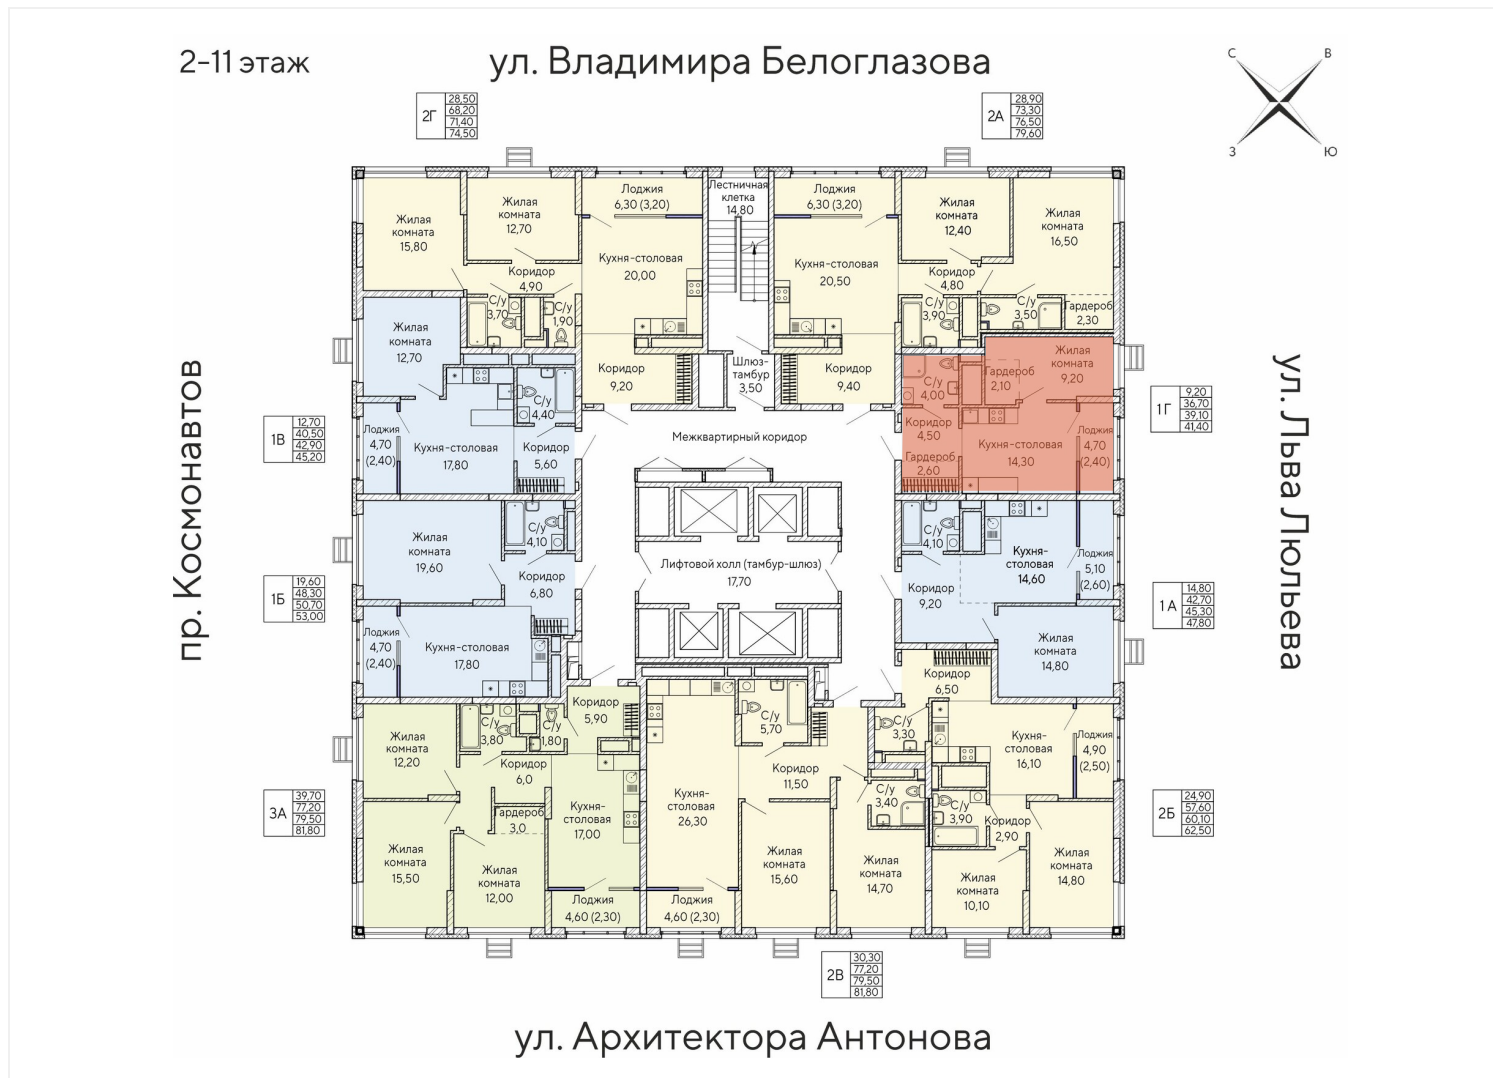 2-11 этаж
ул. Владимира Белоглазова
С
В
З
Ю
2Г
28,50
68,20
71,40
74,50
2А
28,90
73,30
76,50
79,60
Жилая
комната
15,80
Жилая
комната
12,70
Лоджия
6,30 (3,20)
Лестничная
клетка
14,80
Лоджия
6,30 (3,20)
Жилая
комната
12,40
Жилая
комната
16,50
Кухня-столовая
20,00
Кухня-столовая
20,50
Коридор
4,90
Коридор
4,80
С/у
3,70
С/у
1,90
С/у
3,90
С/у
3,50
Гардероб
2,30
Коридор
9,20
Шлюз-
тамбур
3,50
Коридор
9,40
Жилая
комната
12,70
С/у
4,40
Лоджия
4,70
(2,40)
Кухня-столовая
17,80
Коридор
5,60
Межквартирный коридор
С/у
4,00
Гардероб
2,10
Жилая
комната
9,20
Коридор
4,50
Гардероб
2,60
Кухня-столовая
14,30
Лоджия
4,70
(2,40)
1В
12,70
40,50
42,90
45,20
1Г
9,20
36,70
39,10
41,40
пр. Космонавтов
ул. Льва Люльева
Жилая
комната
19,60
С/у
4,10
Коридор
6,80
Лоджия
4,70
(2,40)
Кухня-столовая
17,80
Лифтовой холл (тамбур-шлюз)
17,70
С/у
4,10
Кухня-
столовая
14,60
Лоджия
5,10
(2,60)
Коридор
9,20
Жилая
комната
14,80
1Б
19,60
48,30
50,70
53,00
1А
14,80
42,70
45,30
47,80
Жилая
комната
12,20
С/у
3,80
С/у
1,80
Коридор
5,90
Коридор
6,0
Гардероб
3,0
Кухня-
столовая
17,00
Жилая
комната
15,50
Жилая
комната
12,00
Лоджия
4,60 (2,30)
Кухня-
столовая
26,30
С/у
5,70
Коридор
11,50
Жилая
комната
15,60
Лоджия
4,60 (2,30)
С/у
3,40
Жилая
комната
14,70
Коридор
6,50
С/у
3,30
Кухня-
столовая
16,10
Лоджия
4,90
(2,50)
С/у
3,90
Коридор
2,90
Жилая
комната
10,10
Жилая
комната
14,80
3А
39,70
77,20
79,50
81,80
2Б
24,90
57,60
60,10
62,50
2В
30,30
77,20
79,50
81,80
ул. Архитектора Антонова